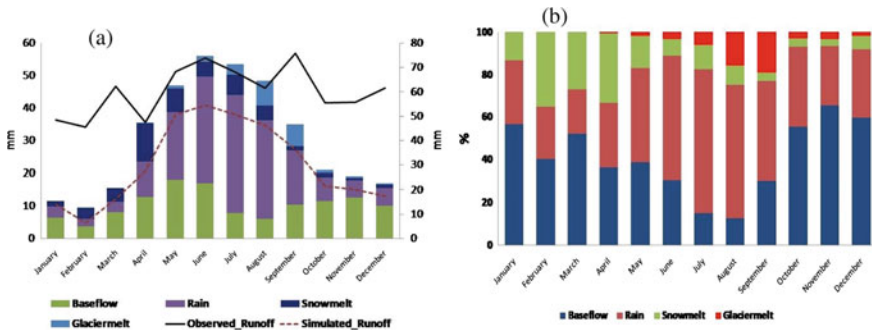 (a)
60
50
40
30
20
10
0
mm
80
70
60
50
40
30
20
10
0
mm
January
February
March
April
May
June
July
August
September
October
November
December
Baseflow
Rain
Snowmelt
Glaciermelt
Observed_Runoff
Simulated_Runoff
(b)
100
80
60
40
20
0
%
January
February
March
April
May
June
July
August
September
October
November
December
Baseflow
Rain
Snowmelt
Glaciermelt